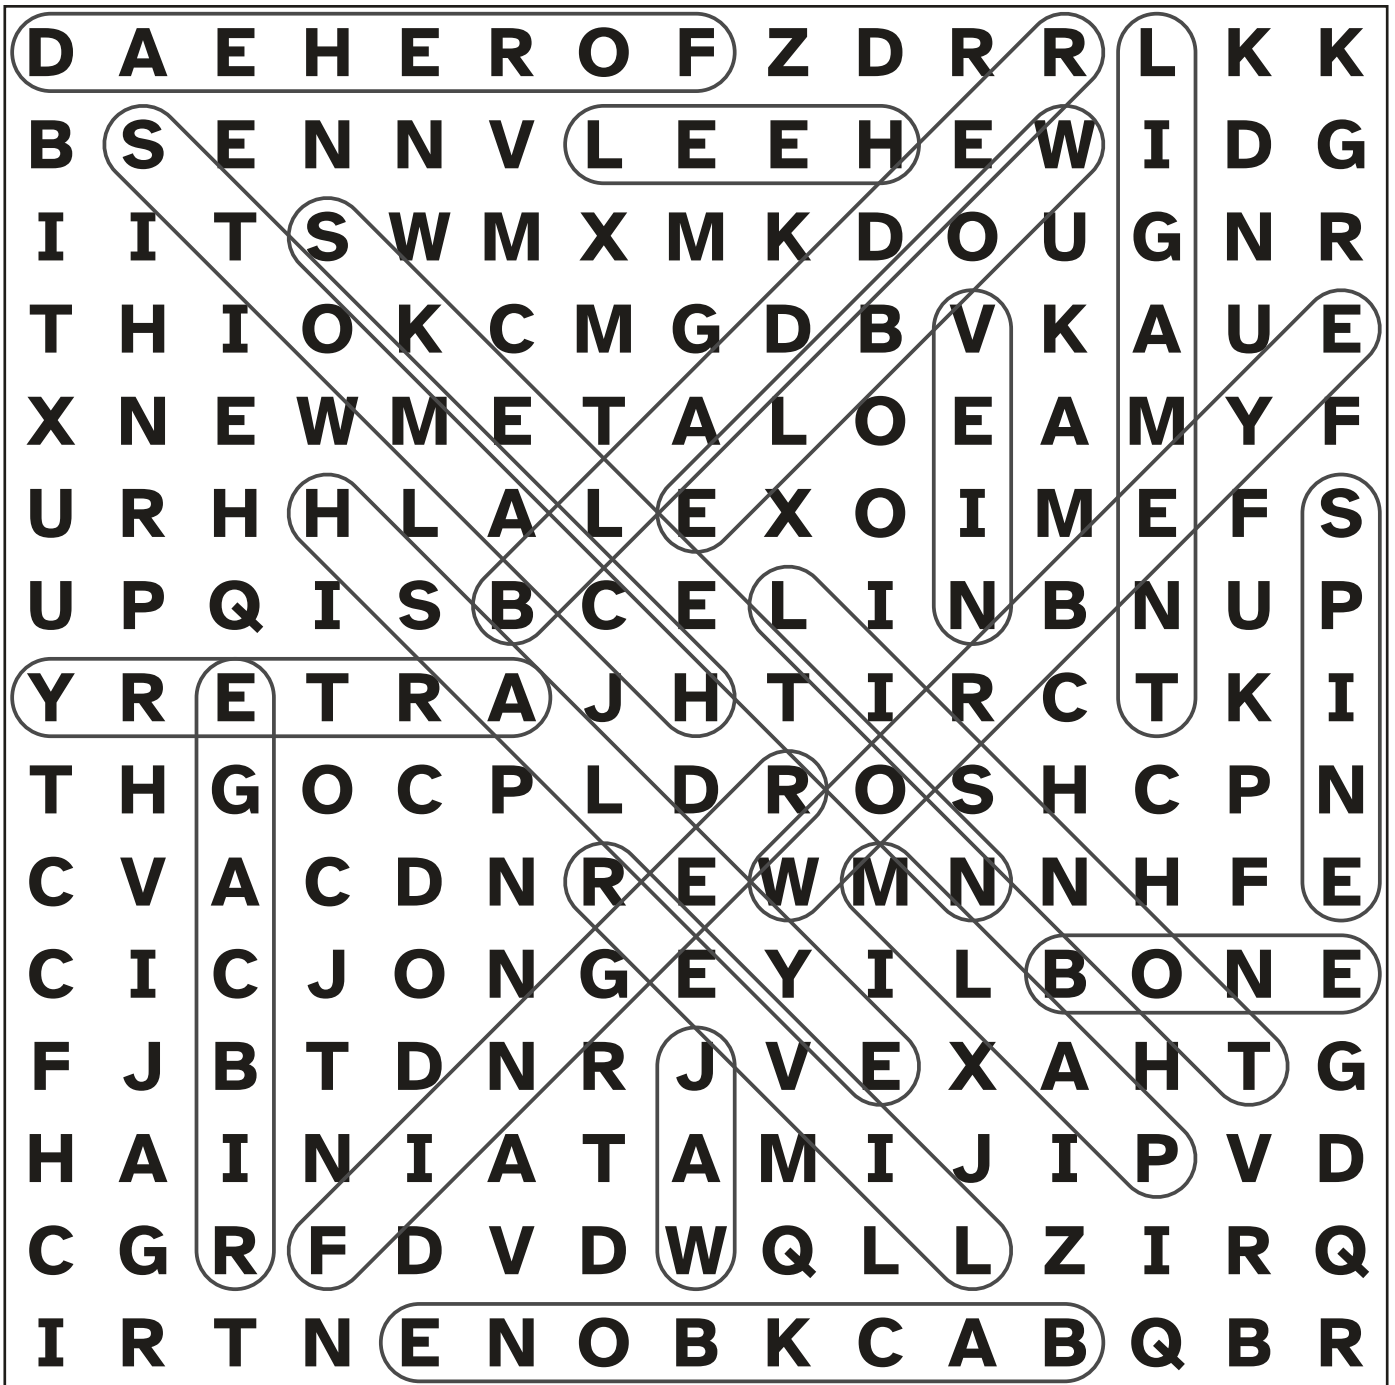 D A E H E R O F Z D R R L K K
B S E N N V L E E H E W I D G
I I T S W M X M K D O U G N R
T H I O K C M G D B V K A U E
X N E W M E T A L O E A M Y F
U R H H L A L E X O I M E F S
U P Q I S B C E L I N B N U P
Y R E T R A J H T I R C T K I
T H G O C P L D R O S H C P N
C V A C D N R E W M N N H F E
C I C J O N G E Y I L B O N E
F J B T D N R J V E X A H T G
H A I N I A T A M I J I P V D
C G R F D V D W Q L L Z I R Q
I R T N E N O B K C A B Q B R